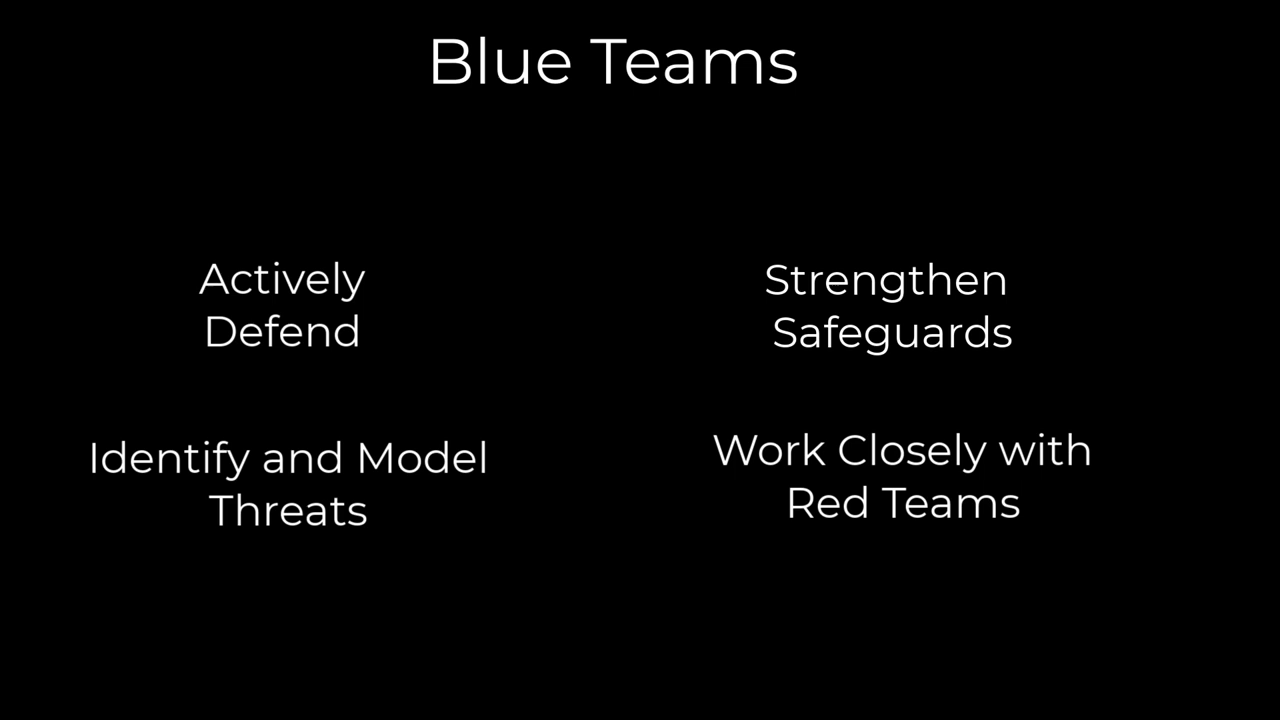 Blue Teams
Actively
Defend
Strengthen
Safeguards
Identify and Model
Threats
Work Closely with
Red Teams